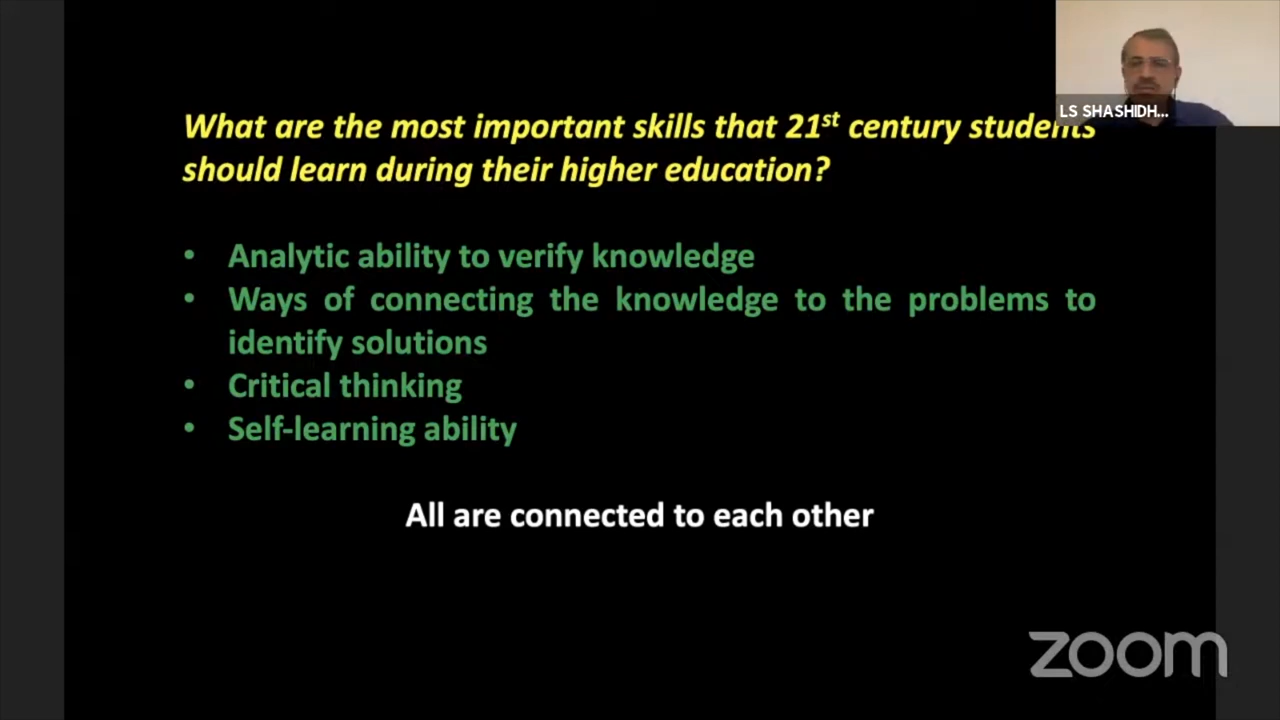 What are the most important skills that 21st century students
should learn during their higher education?
• Analytic ability to verify knowledge
• Ways of connecting the knowledge to the problems to
identify solutions
• Critical thinking
• Self-learning ability
All are connected to each other
LS SHASHIDH...
zoom